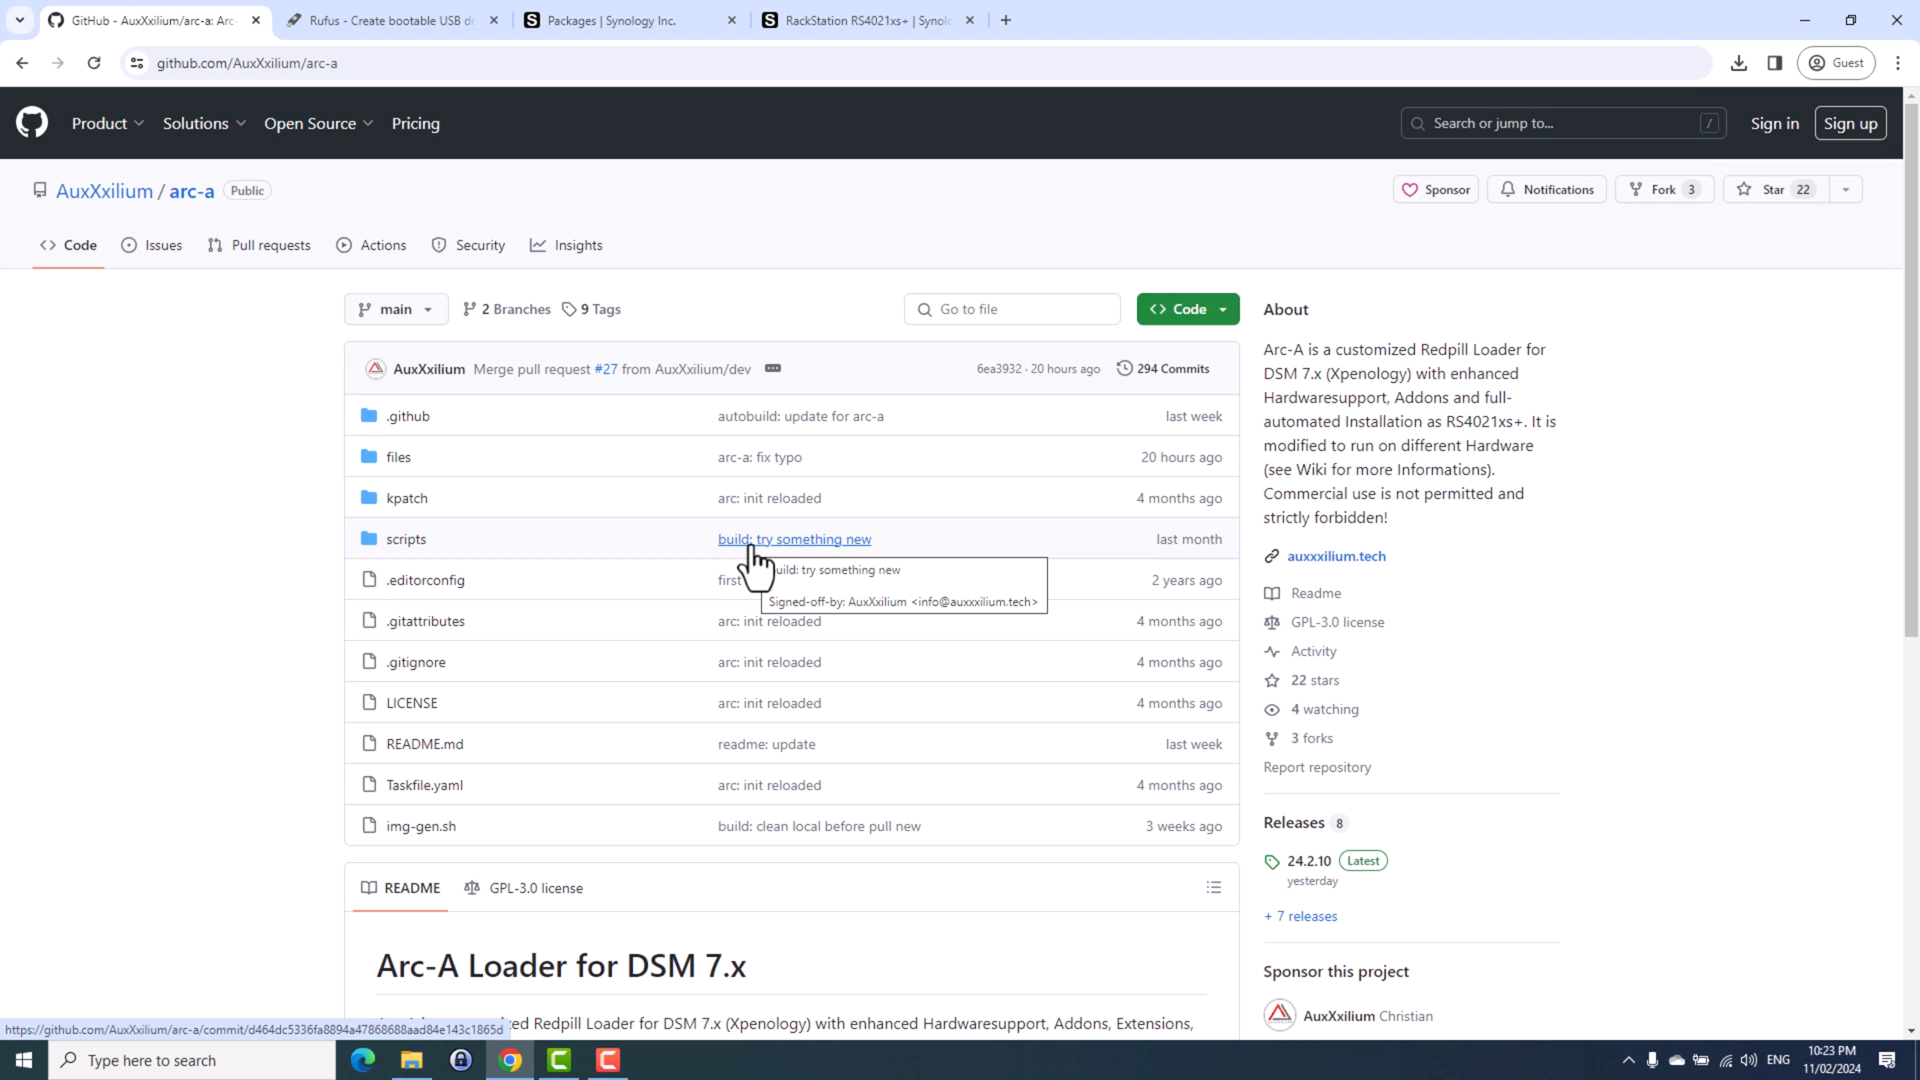 GitHub - AuxXxilium/arc-a: Arc-
Rufus - Create bootable USB dr
Packages | Synology Inc.
RackStation RS4021xs+ | Synolo
github.com/AuxXxilium/arc-a
Guest
Product
Solutions
Open Source
Pricing
Search or jump to...
/
Sign in
Sign up
AuxXxilium / arc-a
Public
Sponsor
Notifications
Fork 3
Star 22
Code
Issues
Pull requests
Actions
Security
Insights
main
2 Branches
9 Tags
Go to file
Code
AuxXxilium Merge pull request #27 from AuxXxilium/dev
6ea3932 · 20 hours ago
294 Commits
.github autobuild: update for arc-a last week
files arc-a: fix typo 20 hours ago
kpatch arc: init reloaded 4 months ago
scripts build: try something new last month
.editorconfig first 2 years ago
uild: try something new
Signed-off-by: AuxXxilium <info@auxxxilium.tech>
.gitattributes arc: init reloaded 4 months ago
.gitignore arc: init reloaded 4 months ago
LICENSE arc: init reloaded 4 months ago
README.md readme: update last week
Taskfile.yaml arc: init reloaded 4 months ago
img-gen.sh build: clean local before pull new 3 weeks ago
README
GPL-3.0 license
Arc-A Loader for DSM 7.x
ed Redpill Loader for DSM 7.x (Xpenology) with enhanced Hardwaresupport, Addons, Extensions,
About
Arc-A is a customized Redpill Loader for
DSM 7.x (Xpenology) with enhanced
Hardwaresupport, Addons and full-
automated Installation as RS4021xs+. It is
modified to run on different Hardware
(see Wiki for more Informations).
Commercial use is not permitted and
strictly forbidden!
auxxxilium.tech
Readme
GPL-3.0 license
Activity
22 stars
4 watching
3 forks
Report repository
Releases 8
24.2.10 Latest
yesterday
+ 7 releases
Sponsor this project
AuxXxilium Christian
https://github.com/AuxXxilium/arc-a/commit/d464dc5336fa8894a47868688aad84e143c1865d
Type here to search
ENG
10:23 PM
11/02/2024